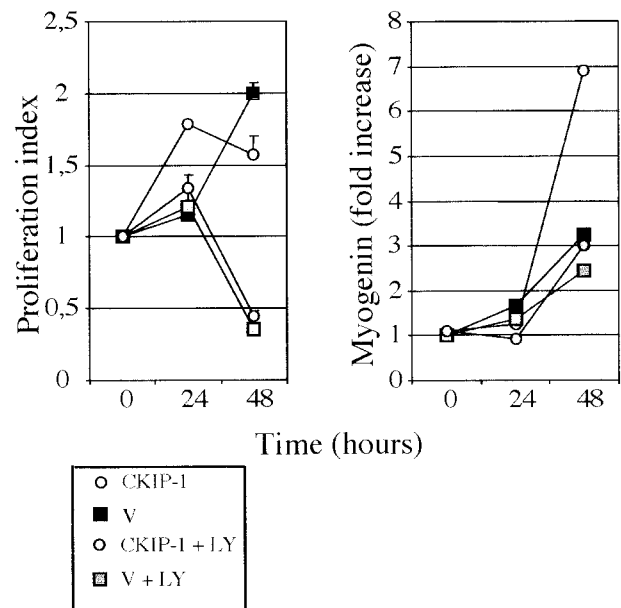 Proliferation index
2,5
2
1,5
1
0,5
0
0 24 48
Myogenin (fold increase)
8
7
6
5
4
3
2
1
0
0 24 48
Time (hours)
CKIP-1
V
CKIP-1 + LY
V + LY